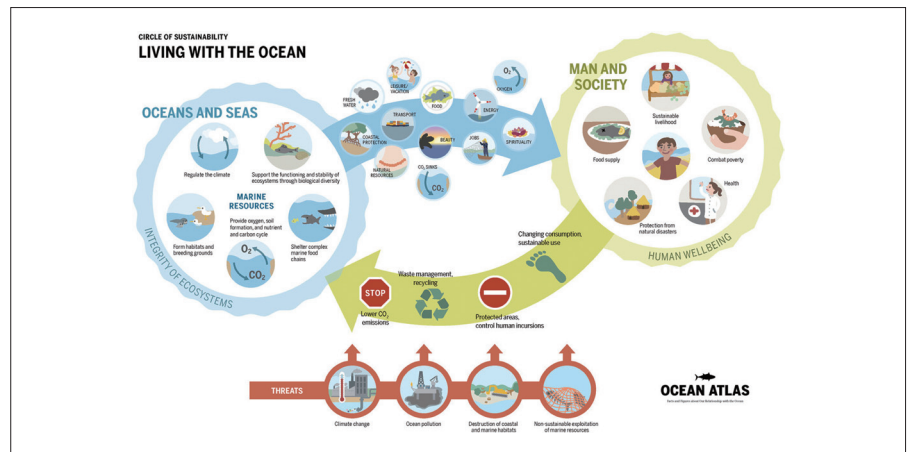 CIRCLE OF SUSTAINABILITY
LIVING WITH THE OCEAN
OCEANS AND SEAS
Regulate the climate
Support the functioning and stability of
ecosystems through biological diversity
MARINE
RESOURCES
Provide oxygen, soil
formation, and nutrient
and carbon cycle
Form habitats and
breeding grounds
Shelter complex
marine food
chains
O₂
CO₂
INTEGRITY OF ECOSYSTEMS
LEISURE/
VACATION
FRESH
WATER
FOOD
O₂
OXYGEN
TRANSPORT
ENERGY
COASTAL
PROTECTION
BEAUTY
JOBS
SPIRITUALITY
NATURAL
RESOURCES
CO₂ SINKS
CO₂
MAN AND
SOCIETY
Sustainable
livelihood
Food supply
Combat poverty
Health
Protection from
natural disasters
HUMAN WELLBEING
Changing consumption,
sustainable use
Waste management,
recycling
STOP
Lower CO₂
emissions
Protected areas,
control human incursions
THREATS
Climate change
Ocean pollution
Destruction of coastal
and marine habitats
Non-sustainable exploitation
of marine resources
OCEAN ATLAS